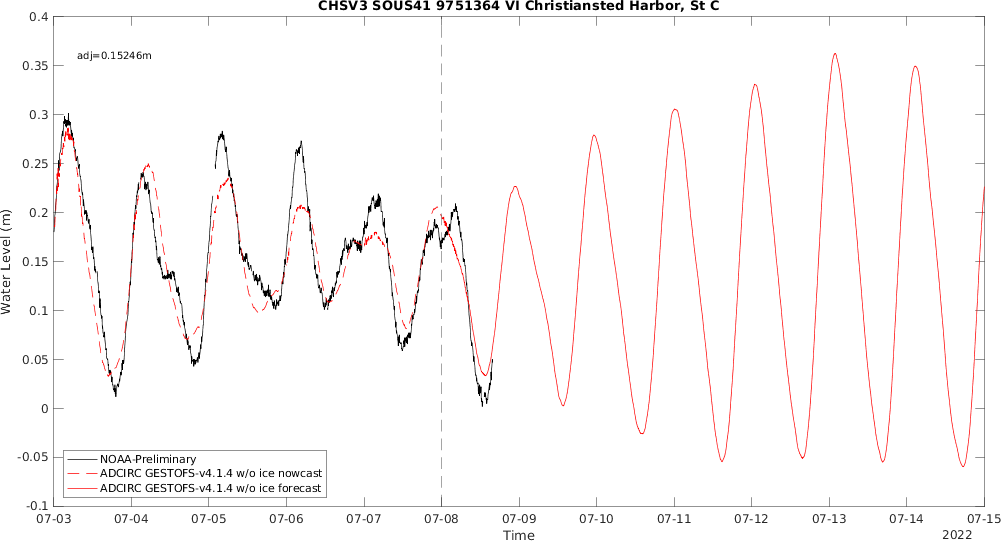 CHSV3 SOUS41 9751364 VI Christiansted Harbor, St C
adj=0.15246m
0.4
0.35
0.3
0.25
0.2
0.15
0.1
0.05
0
-0.05
-0.1
Water Level (m)
NOAA-Preliminary
ADCIRC GESTOFS-v4.1.4 w/o ice nowcast
ADCIRC GESTOFS-v4.1.4 w/o ice forecast
07-03 07-04 07-05 07-06 07-07 07-08 07-09 07-10 07-11 07-12 07-13 07-14 07-15
Time
2022